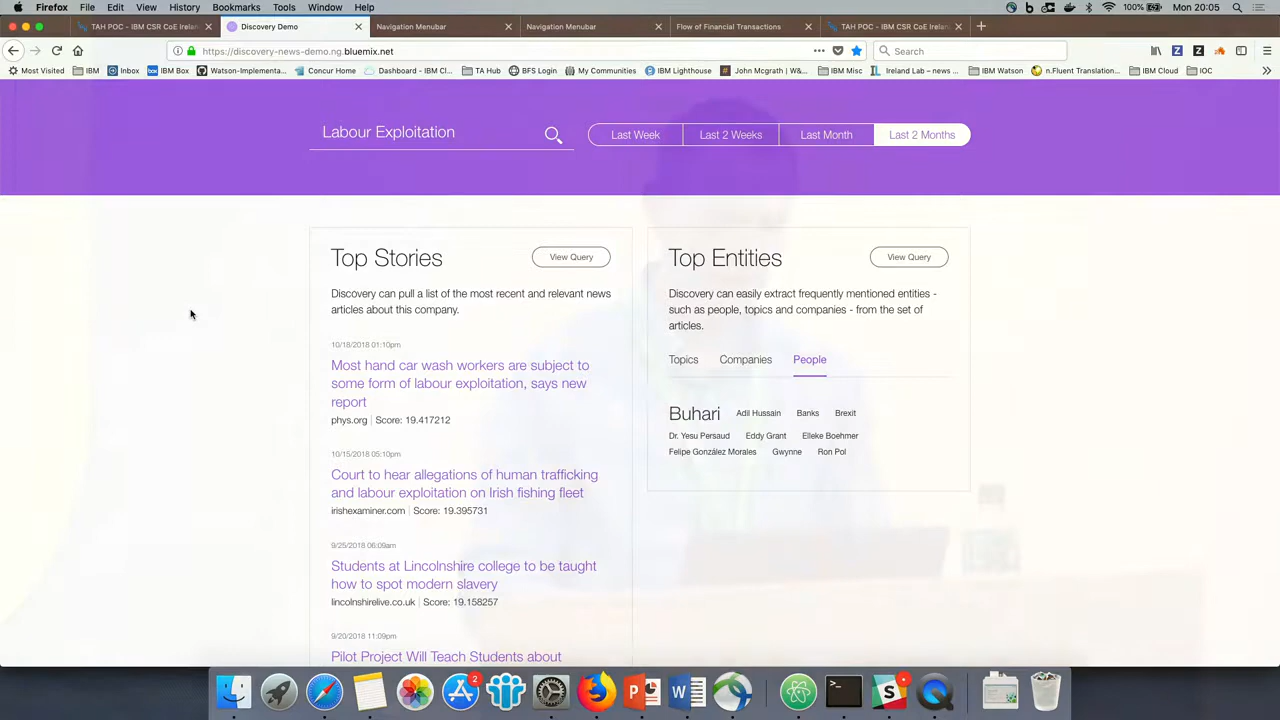 Firefox File Edit View History Bookmarks Tools Window Help 100% Mon 20:05
TAH POC - IBM CSR CoE Irelan Discovery Demo Navigation Menubar Navigation Menubar Flow of Financial Transactions TAH POC - IBM CSR CoE Irelan
https://discovery-news-demo.ng.bluemix.net Search
Most Visited IBM Inbox IBM Box Watson-Implementa... Concur Home Dashboard - IBM Cl... TA Hub BFS Login My Communities IBM Lighthouse John Mcgrath | W&... IBM Misc Ireland Lab – news ... IBM Watson n.Fluent Translation... IBM Cloud IOC
Labour Exploitation
Last Week Last 2 Weeks Last Month Last 2 Months
Top Stories
View Query
Discovery can pull a list of the most recent and relevant news
articles about this company.
10/18/2018 01:10pm
Most hand car wash workers are subject to
some form of labour exploitation, says new
report
phys.org | Score: 19.417212
10/15/2018 05:10pm
Court to hear allegations of human trafficking
and labour exploitation on Irish fishing fleet
irishexaminer.com | Score: 19.395731
9/25/2018 06:09am
Students at Lincolnshire college to be taught
how to spot modern slavery
lincolnshirelive.co.uk | Score: 19.158257
9/20/2018 11:09pm
Pilot Project Will Teach Students about
Top Entities
View Query
Discovery can easily extract frequently mentioned entities -
such as people, topics and companies - from the set of
articles.
Topics Companies People
Buhari Adil Hussain Banks Brexit
Dr. Yesu Persaud Eddy Grant Elleke Boehmer
Felipe González Morales Gwynne Ron Pol
2